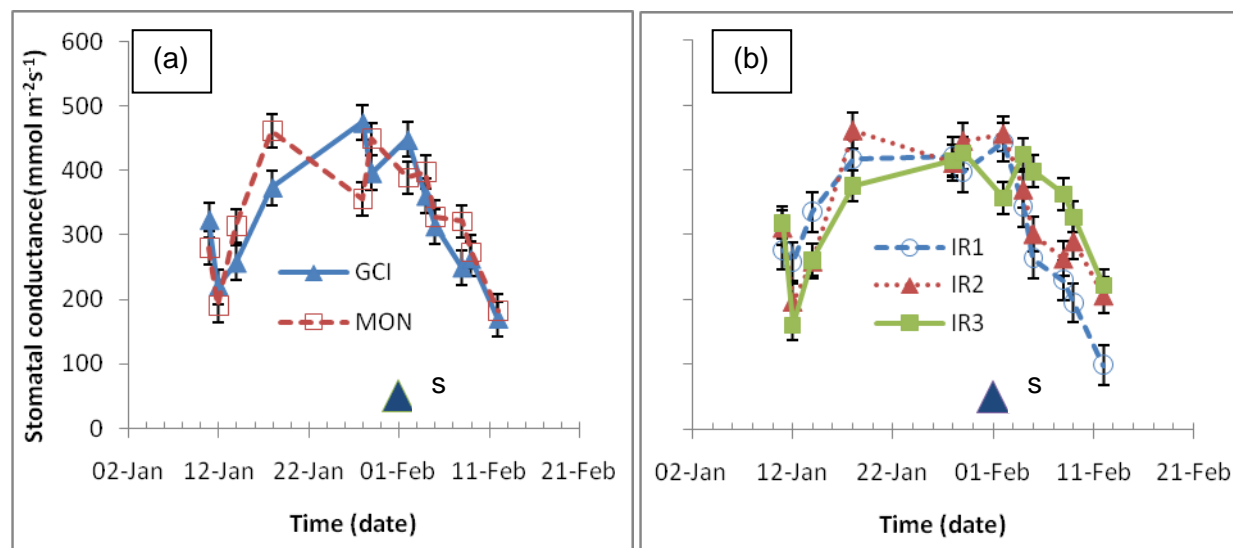 (a)
Stomatal conductance(mmol m-2s-1)
600
500
400
300
200
100
0
GCI
MON
s
02-Jan 12-Jan 22-Jan 01-Feb 11-Feb 21-Feb
Time (date)
(b)
IR1
IR2
IR3
s
02-Jan 12-Jan 22-Jan 01-Feb 11-Feb 21-Feb
Time (date)